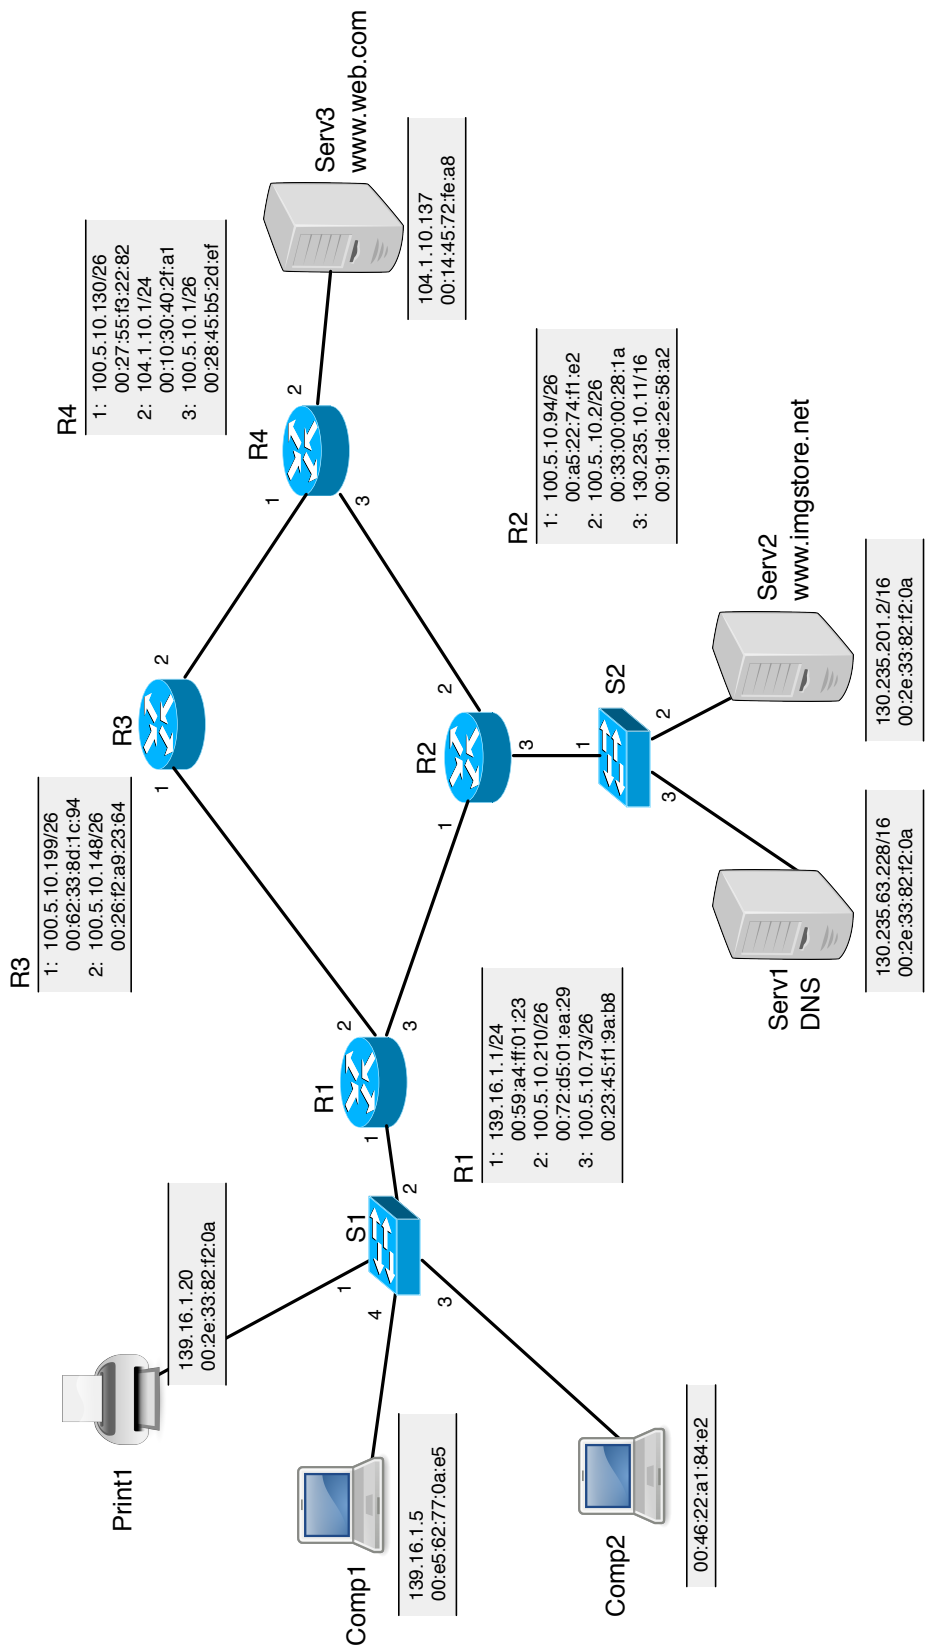 Print1
139.16.1.20
00:2e:33:82:f2:0a
Comp1
139.16.1.5
00:e5:62:77:0a:e5
Comp2
00:46:22:a1:84:e2
S1
1
2
3
4
R1
1
2
3
R1
1: 139.16.1.1/24
00:59:a4:ff:01:23
2: 100.5.10.210/26
00:72:d5:01:ea:29
3: 100.5.10.73/26
00:23:45:f1:9a:b8
R3
1: 100.5.10.199/26
00:62:33:8d:1c:94
2: 100.5.10.148/26
00:26:f2:a9:23:64
R3
1
2
R2
1
2
3
S2
1
2
3
Serv1
DNS
130.235.63.228/16
00:2e:33:82:f2:0a
Serv2
www.imgstore.net
130.235.201.2/16
00:2e:33:82:f2:0a
R2
1: 100.5.10.94/26
00:a5:22:74:f1:e2
2: 100.5..10.2/26
00:33:00:00:28:1a
3: 130.235.10.11/16
00:91:de:2e:58:a2
R4
1
2
3
R4
1: 100.5.10.130/26
00:27:55:f3:22:82
2: 104.1.10.1/24
00:10:30:40:2f:a1
3: 100.5.10.1/26
00:28:45:b5:2d:ef
Serv3
www.web.com
104.1.10.137
00:14:45:72:fe:a8